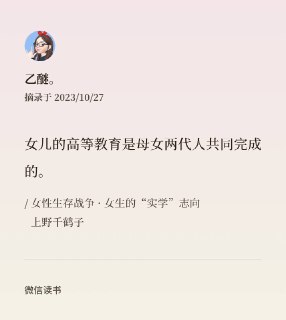 乙醚。
摘录于 2023/10/27
女儿的高等教育是母女两代人共同完成
的。
/ 女性生存战争 · 女生的“实学”志向
上野千鹤子
微信读书